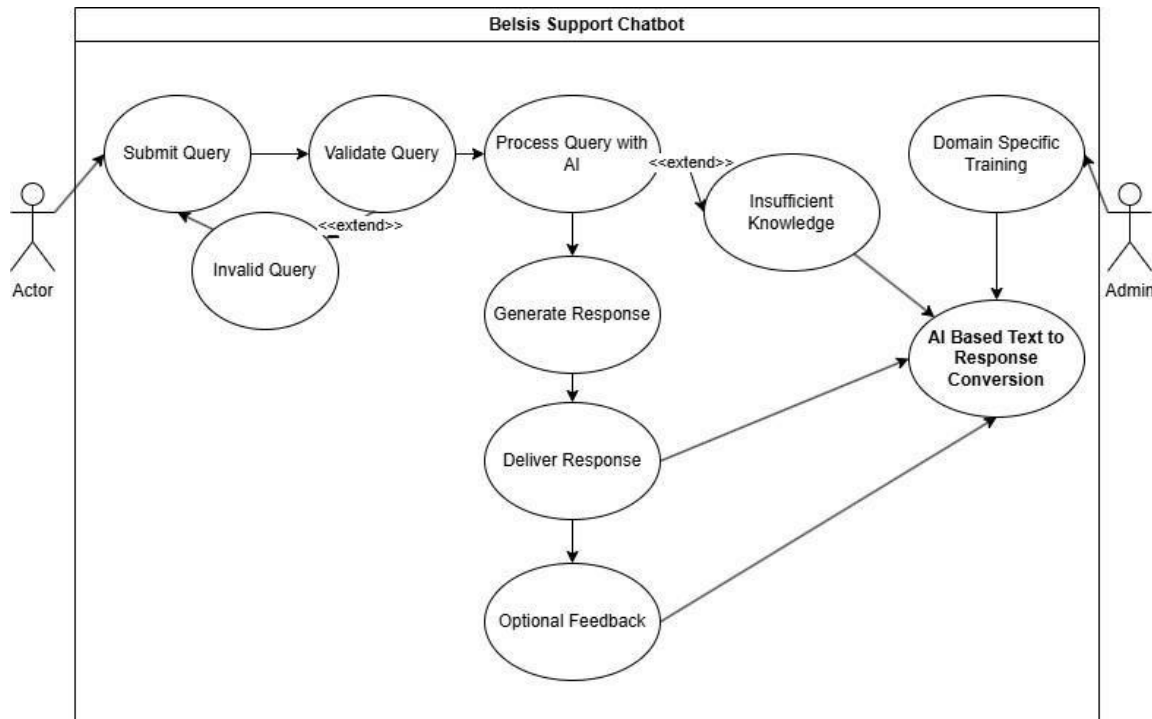 Belsis Support Chatbot
Submit Query
Validate Query
Process Query with
AI
<<extend>>
Domain Specific
Training
Insufficient
Knowledge
<<extend>>
Invalid Query
Actor
Admin
Generate Response
AI Based Text to
Response
Conversion
Deliver Response
Optional Feedback